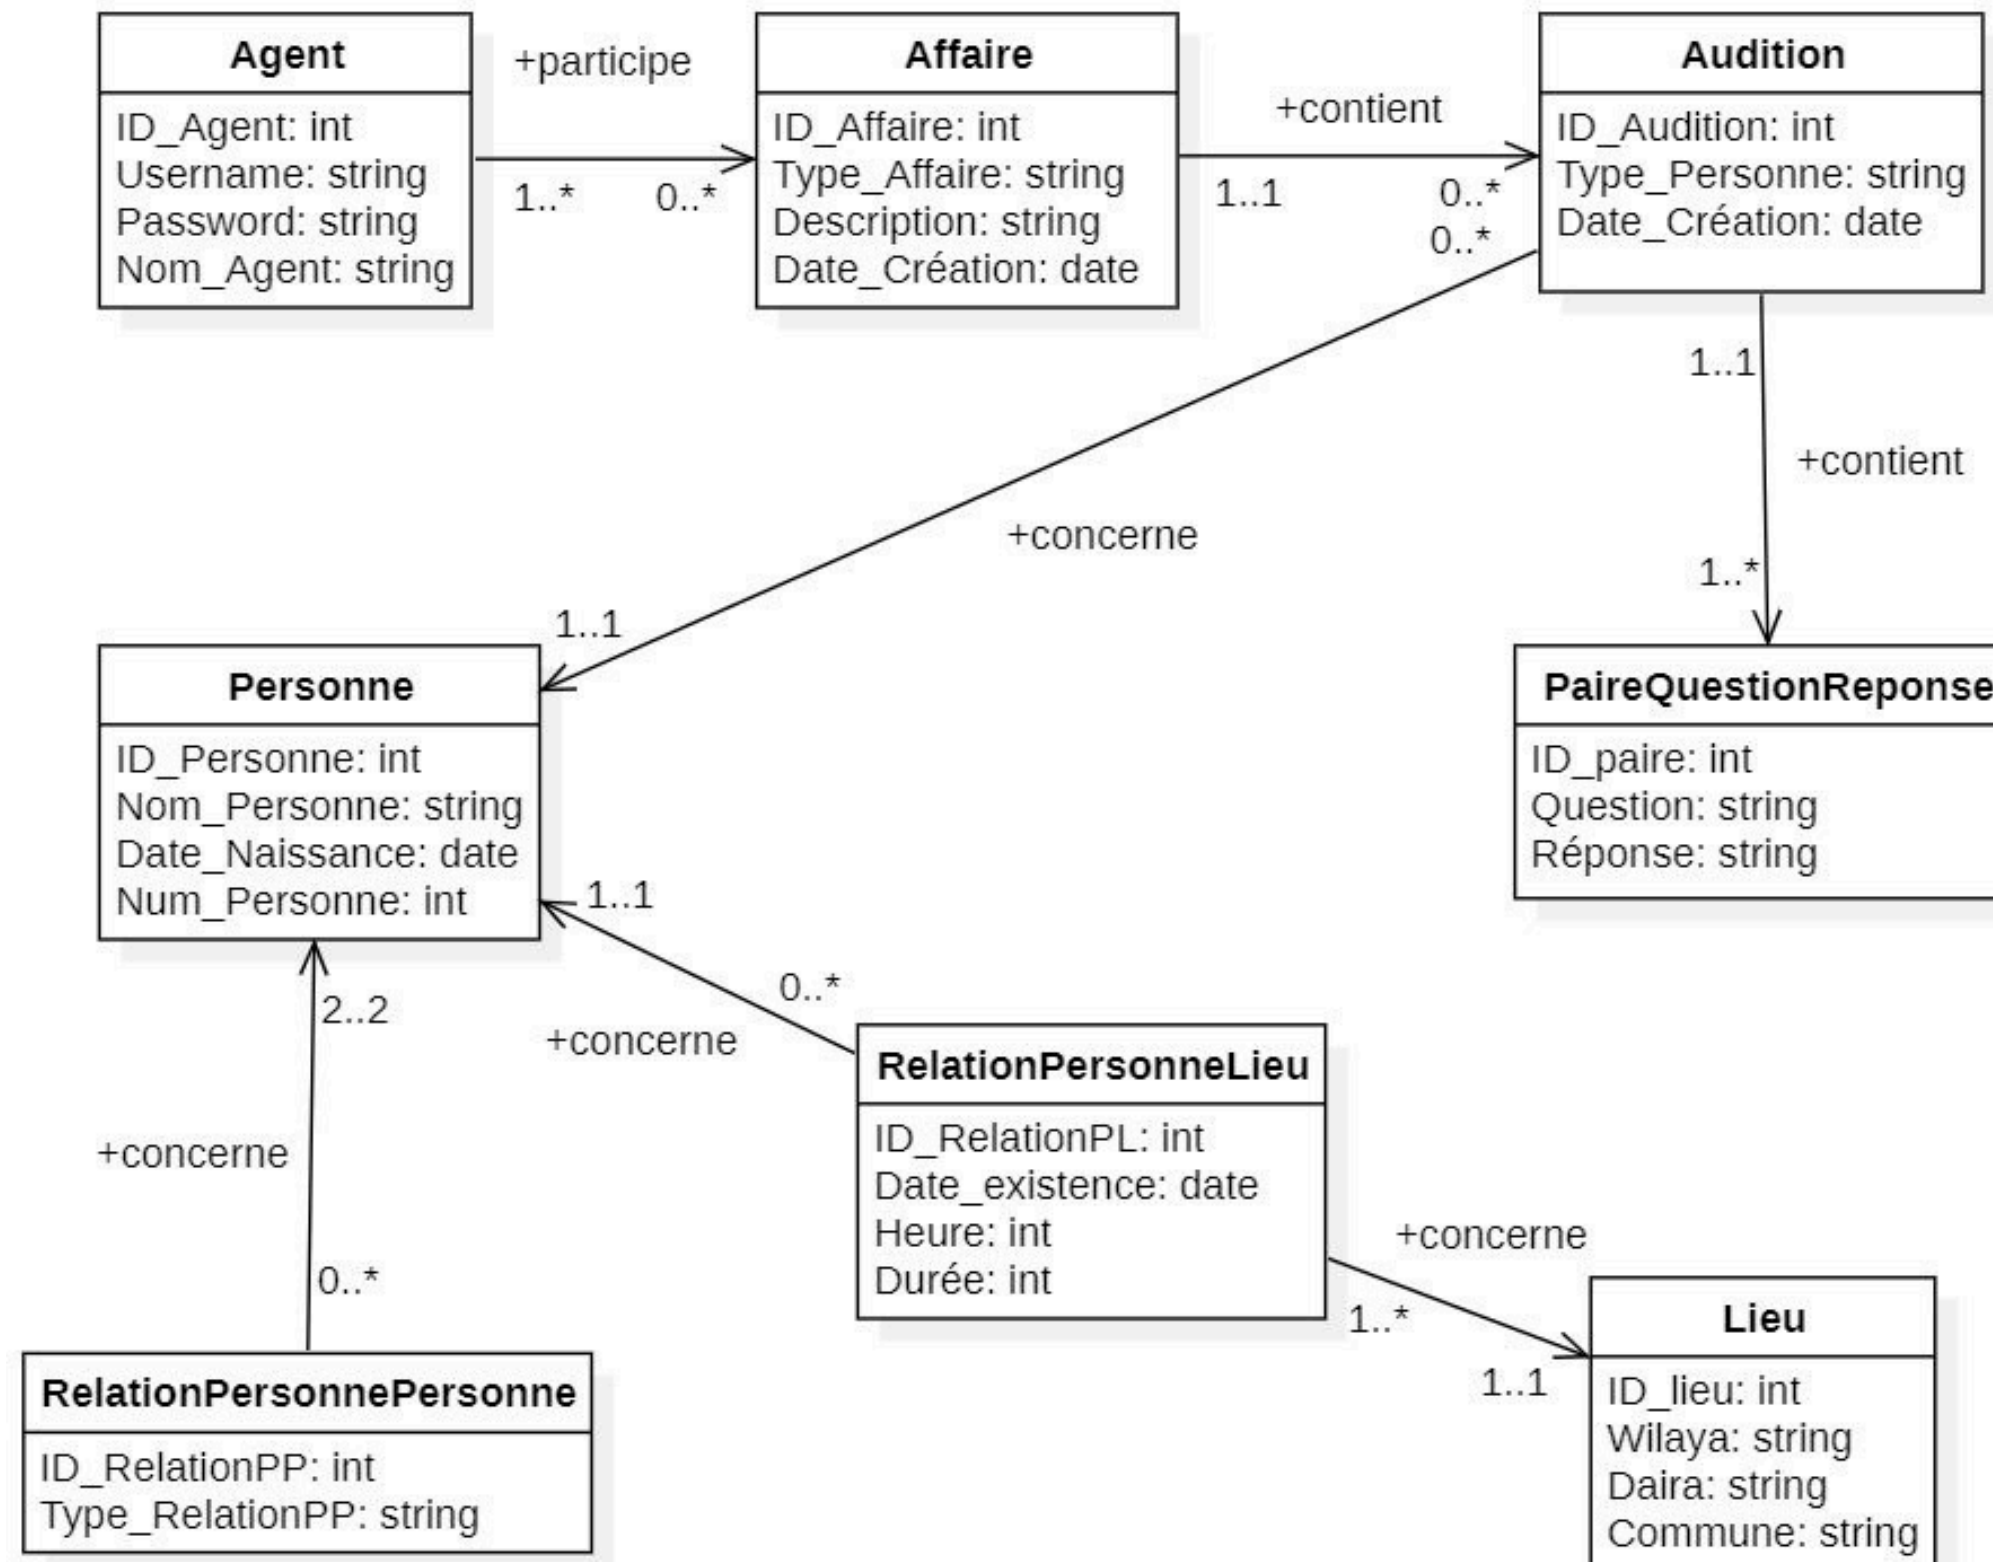 Agent
ID_Agent: int
Username: string
Password: string
Nom_Agent: string
+participe
1..*
0..*
Affaire
ID_Affaire: int
Type_Affaire: string
Description: string
Date_Création: date
+contient
1..1
0..*
Audition
ID_Audition: int
Type_Personne: string
Date_Création: date
0..*
+concerne
1..1
1..1
+contient
1..*
Personne
ID_Personne: int
Nom_Personne: string
Date_Naissance: date
Num_Personne: int
PaireQuestionReponse
ID_paire: int
Question: string
Réponse: string
1..1
0..*
+concerne
2..2
+concerne
0..*
RelationPersonneLieu
ID_RelationPL: int
Date_existence: date
Heure: int
Durée: int
+concerne
1..*
1..1
RelationPersonnePersonne
ID_RelationPP: int
Type_RelationPP: string
Lieu
ID_lieu: int
Wilaya: string
Daira: string
Commune: string